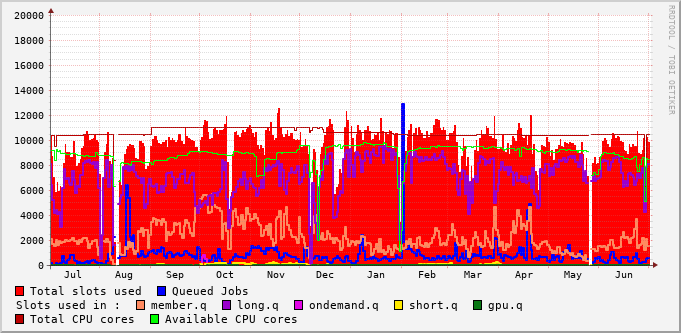 RRDTOOL / TOBI OETIKER
20000
18000
16000
14000
12000
10000
8000
6000
4000
2000
0
Jul Aug Sep Oct Nov Dec Jan Feb Mar Apr May Jun
Total slots used Queued Jobs
Slots used in : member.q long.q ondemand.q short.q gpu.q
Total CPU cores Available CPU cores